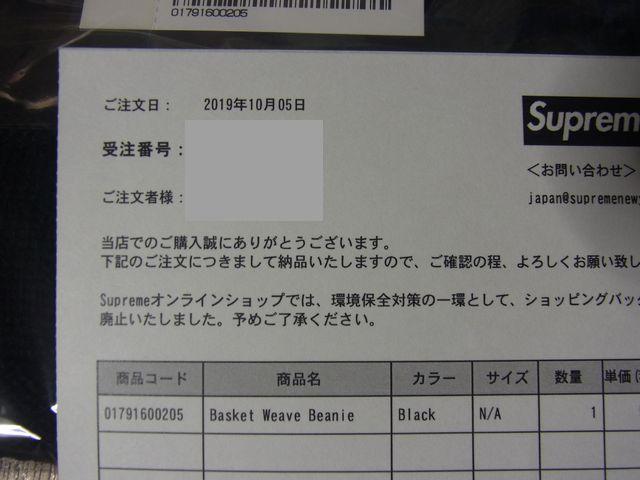 01791600205
ご注文日： 2019年10月05日
Supreme
受注番号：
＜お問い合わせ＞
ご注文者様：
japan@supremenewy
当店でのご購入誠にありがとうございます。
下記のご注文につきまして納品いたしますので、ご確認の程、よろしくお願い致し
Supremeオンラインショップでは、環境保全対策の一環として、ショッピングバッグ
廃止いたしました。予めご了承ください。
商品コード 商品名 カラー サイズ 数量 単価(
01791600205 Basket Weave Beanie Black N/A 1